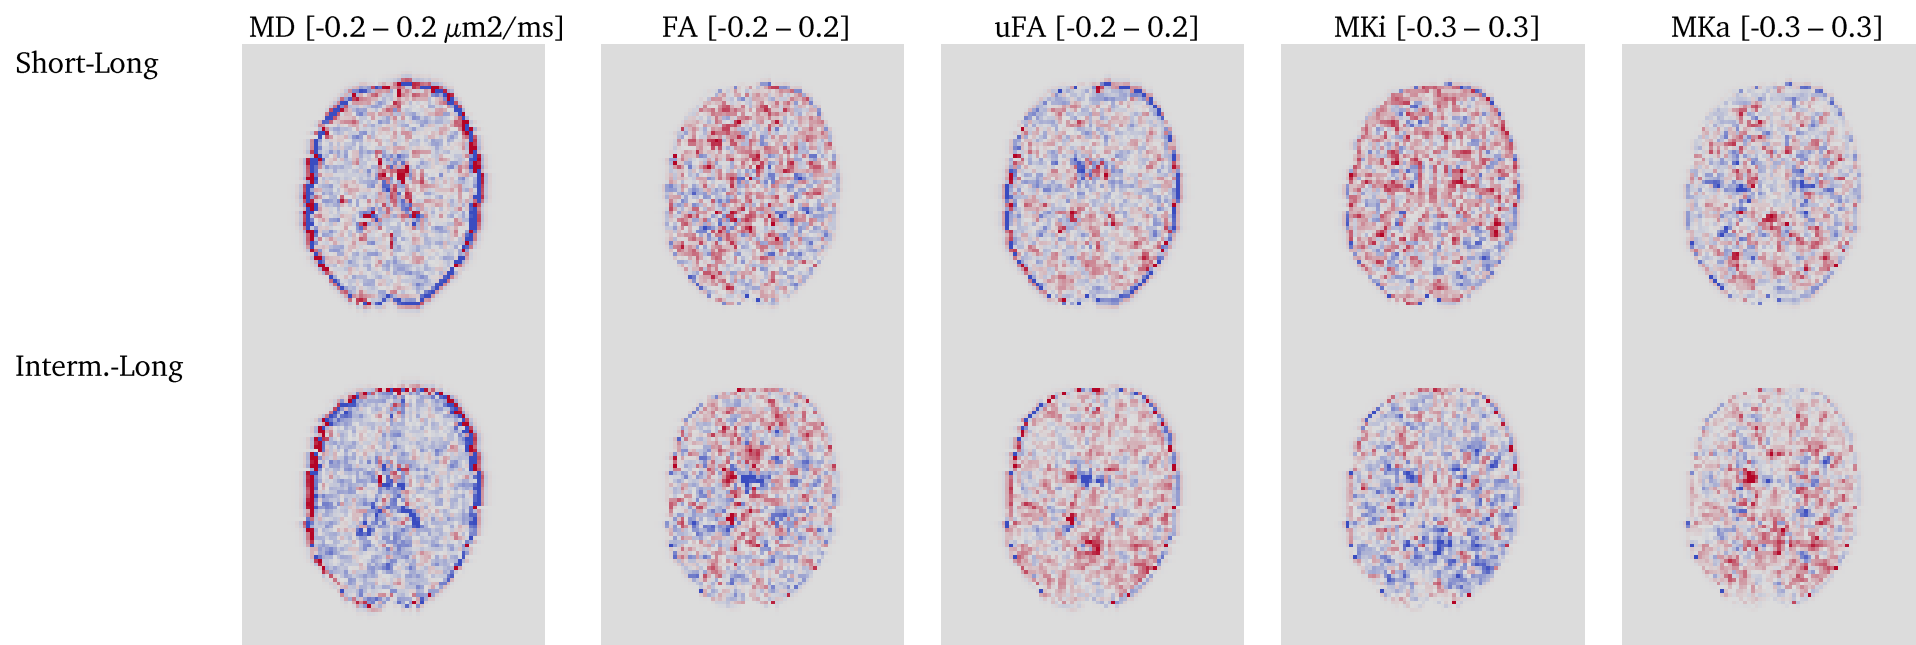 MD [-0.2 – 0.2 μm2/ms] FA [-0.2 – 0.2] uFA [-0.2 – 0.2] MKi [-0.3 – 0.3] MKa [-0.3 – 0.3]
Short-Long
Interm.-Long